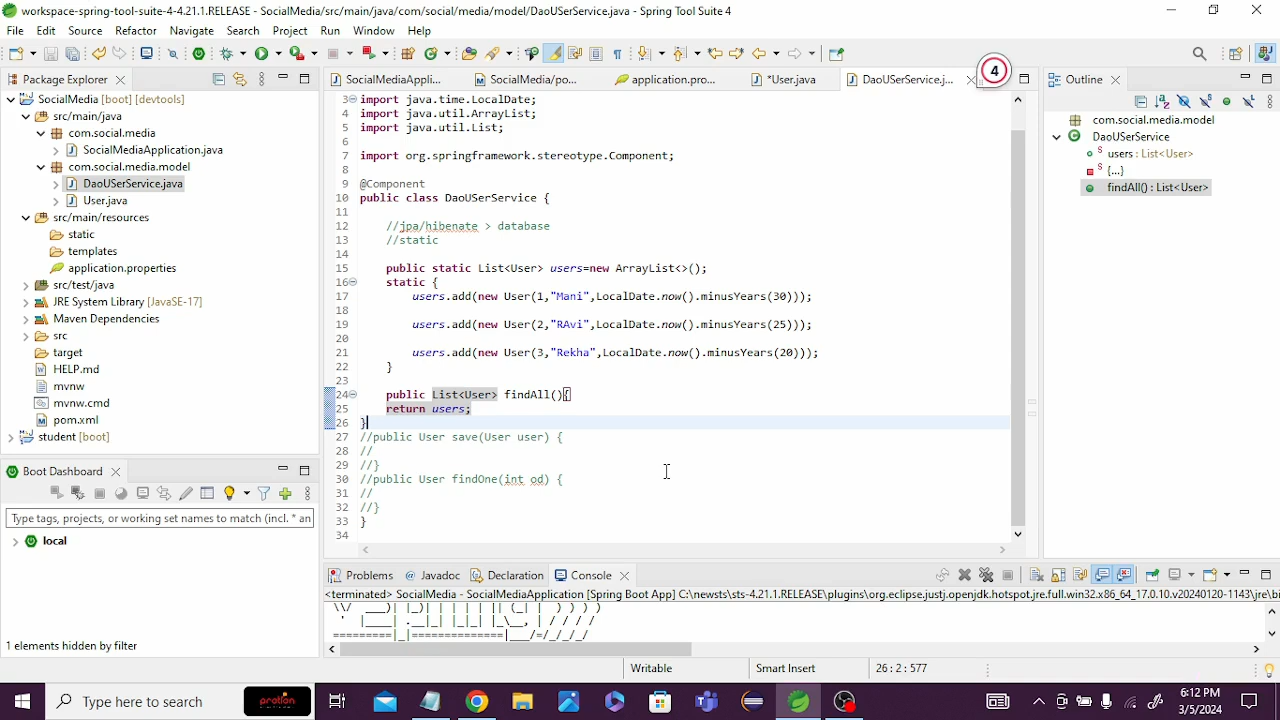 workspace-spring-tool-suite-4-4.21.1.RELEASE - SocialMedia/src/main/java/com/social/media/model/DaoUSerService.java - Spring Tool Suite 4
File Edit Source Refactor Navigate Search Project Run Window Help
Package Explorer
SocialMedia [boot] [devtools]
src/main/java
com.social.media
SocialMediaApplication.java
com.social.media.model
DaoUSerService.java
User.java
src/main/resources
static
templates
application.properties
src/test/java
JRE System Library [JavaSE-17]
Maven Dependencies
src
target
HELP.md
mvnw
mvnw.cmd
pom.xml
student [boot]
Boot Dashboard
Type tags, projects, or working set names to match (incl. * an
local
1 elements hidden by filter
SocialMediaAppli... SocialMedia/po... application.pro... *User.java DaoUSerService.j... 4
3 import java.time.LocalDate;
4 import java.util.ArrayList;
5 import java.util.List;
6
7 import org.springframework.stereotype.Component;
8
9 @Component
10 public class DaoUSerService {
11
12 //jpa/hibenate > database
13 //static
14
15 public static List<User> users=new ArrayList<>();
16 static {
17 users.add(new User(1,"Mani",LocalDate.now().minusYears(30)));
18
19 users.add(new User(2,"RAvi",LocalDate.now().minusYears(25)));
20
21 users.add(new User(3,"Rekha",LocalDate.now().minusYears(20)));
22 }
23
24 public List<User> findAll(){
25 return users;
26 }
27 //public User save(User user) {
28 //
29 //}
30 //public User findOne(int od) {
31 //
32 //}
33 }
34
Outline
com.social.media.model
DaoUSerService
users : List<User>
{...}
findAll() : List<User>
Problems @ Javadoc Declaration Console
<terminated> SocialMedia - SocialMediaApplication [Spring Boot App] C:\newsts\sts-4.21.1.RELEASE\plugins\org.eclipse.justj.openjdk.hotspot.jre.full.win32.x86_64_17.0.10.v20240120-1143\jre\bi
\\/  ___)| |_)| | | | | || (_| |  ) ) ) )
'  |____| .__|_| |_|_| |_\__, | / / / /
=========|_|==============|___/=/_/_/_/
Writable Smart Insert 26 : 2 : 577
Type here to search
protion
6:12 PM
3/5/2024